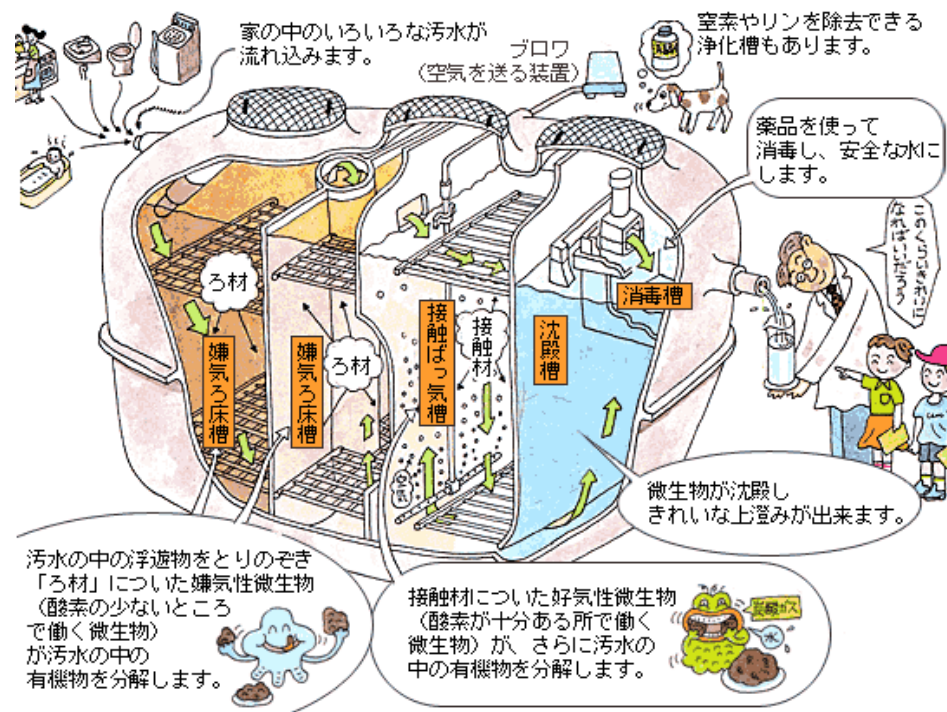 家の中のいろいろな汚水が
流れ込みます。
ブロワ
(空気を送る装置)
窒素やリンを除去できる
浄化槽もあります。
薬品を使って
消毒し、安全な水に
します。
このくらいきれいに
なればいいだろう
ろ材
嫌気ろ床槽
嫌気ろ床槽
ろ材
接触ばっ気槽
接触材
空気
沈殿槽
消毒槽
微生物が沈殿し
きれいな上澄みが出来ます。
汚水の中の浮遊物をとりのぞき
「ろ材」についた嫌気性微生物
(酸素の少ないところ
で働く微生物)
が汚水の中の
有機物を分解します。
接触材についた好気性微生物
(酸素が十分ある所で働く
微生物)が、さらに汚水の
中の有機物を分解します。
炭酸ガス
水